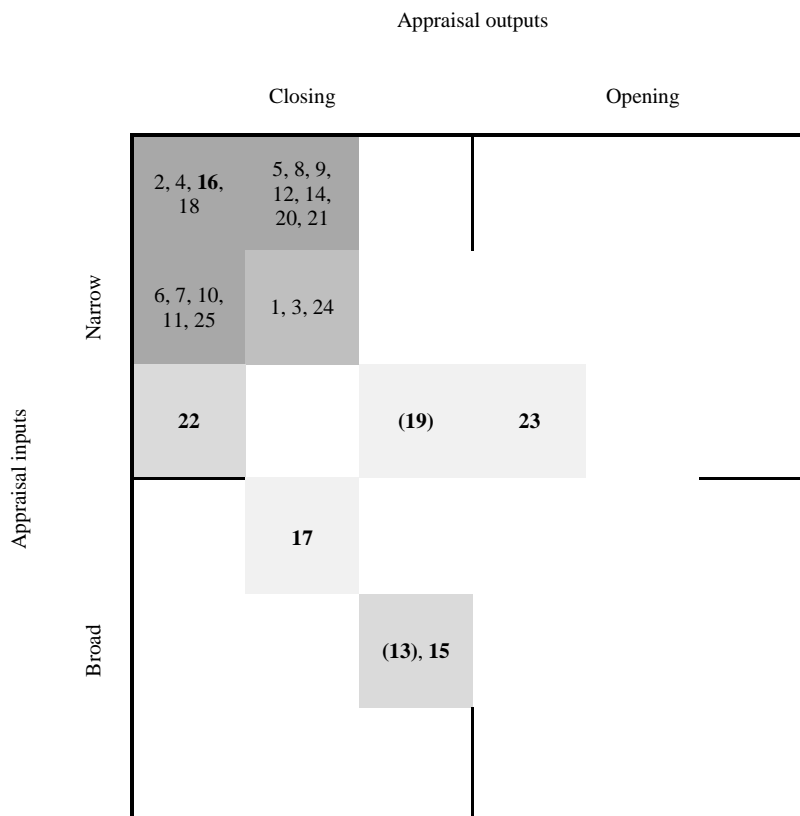 Appraisal outputs
Closing Opening
2, 4, 16,
18
5, 8, 9,
12, 14,
20, 21
Narrow
6, 7, 10,
11, 25
1, 3, 24
Appraisal inputs
22 (19) 23
17
Broad
(13), 15